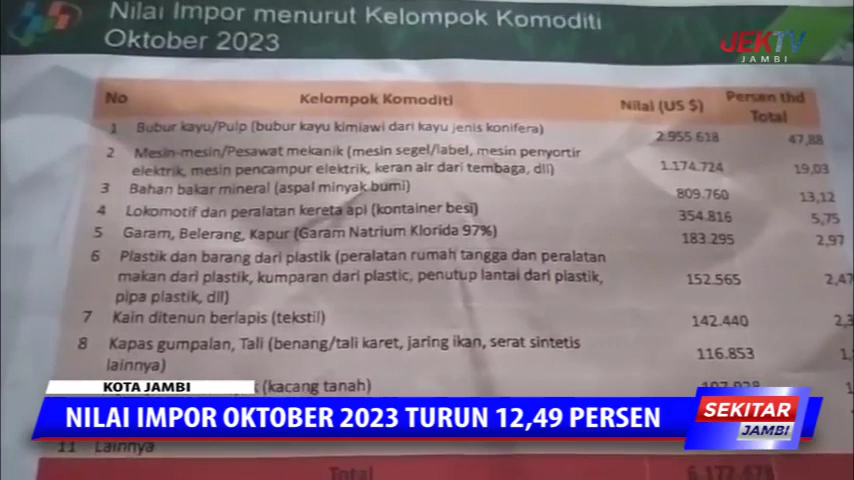 Nilai Impor menurut Kelompok Komoditi
Oktober 2023
JEKTV
JAMBI
No Kelompok Komoditi Nilai (US $) Persen thd
Total
1 Bubur kayu/Pulp (bubur kayu kimiawi dari kayu jenis konifera) 2.955.618 47,88
2 Mesin-mesin/Pesawat mekanik (mesin segel/label, mesin penyortir
elektrik, mesin pencampur elektrik, keran air dari tembaga, dll) 1.174.724 19,03
3 Bahan bakar mineral (aspal minyak bumi) 809.760 13,12
4 Lokomotif dan peralatan kereta api (kontainer besi) 354.816 5,75
5 Garam, Belerang, Kapur (Garam Natrium Klorida 97%) 183.295 2,97
6 Plastik dan barang dari plastik (peralatan rumah tangga dan peralatan
makan dari plastik, kumparan dari plastic, penutup lantai dari plastik,
pipa plastik, dll) 152.565 2,47
7 Kain ditenun berlapis (tekstil) 142.440 2,3
8 Kapas gumpalan, Tali (benang/tali karet, jaring ikan, serat sintetis
lainnya) 116.853 1,
(kacang tanah)
KOTA JAMBI
NILAI IMPOR OKTOBER 2023 TURUN 12,49 PERSEN
SEKITAR
JAMBI
11 Lainnya
Total